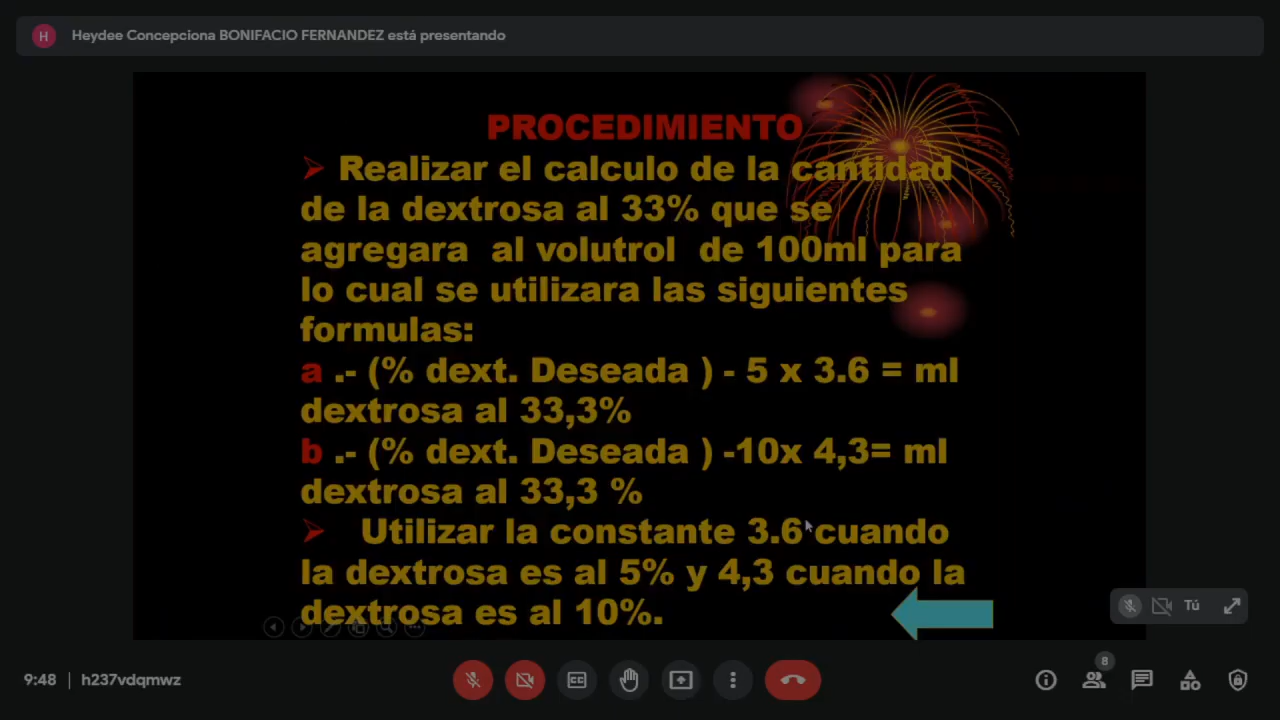 H Heydee Concepciona BONIFACIO FERNANDEZ está presentando
PROCEDIMIENTO
Realizar el calculo de la cantidad
de la dextrosa al 33% que se
agregara al volutrol de 100ml para
lo cual se utilizara las siguientes
formulas:
a .- (% dext. Deseada ) - 5 x 3.6 = ml
dextrosa al 33,3%
b .- (% dext. Deseada ) -10x 4,3= ml
dextrosa al 33,3 %
Utilizar la constante 3.6 cuando
la dextrosa es al 5% y 4,3 cuando la
dextrosa es al 10%.
Tú
9:48 | h237vdqmwz
CC
8